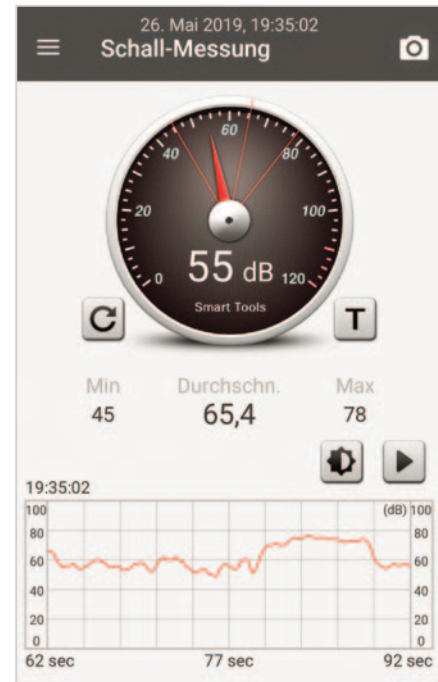 26. Mai 2019, 19:35:02
Schall-Messung
60
40 80
20 100
0 120
55 dB
Smart Tools
T
Min Durchschn. Max
45 65,4 78
19:35:02
100 (dB) 100
80 80
60 60
40 40
20 20
0 0
62 sec 77 sec 92 sec